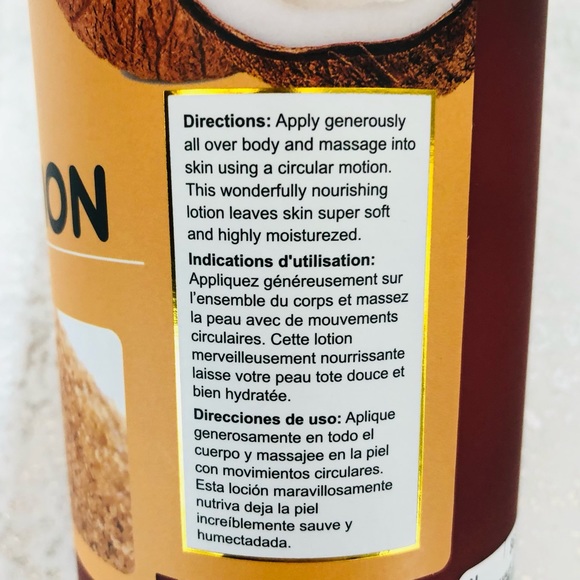 ON
Directions: Apply generously
all over body and massage into
skin using a circular motion.
This wonderfully nourishing
lotion leaves skin super soft
and highly moisturezed.
Indications d'utilisation:
Appliquez généreusement sur
l'ensemble du corps et massez
la peau avec de mouvements
circulaires. Cette lotion
merveilleusement nourrissante
laisse votre peau tote douce et
bien hydratée.
Direcciones de uso: Aplique
generosamente en todo el
cuerpo y massajee en la piel
con movimientos circulares.
Esta loción maravillosamente
nutriva deja la piel
increíblemente sauve y
humectadada.